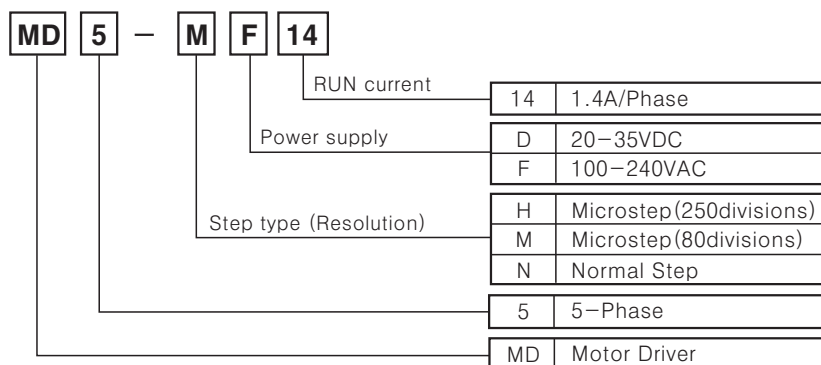 MD 5 - M F 14
RUN current
14 1.4A/Phase
Power supply
D 20-35VDC
F 100-240VAC
Step type (Resolution)
H Microstep(250divisions)
M Microstep(80divisions)
N Normal Step
5 5-Phase
MD Motor Driver